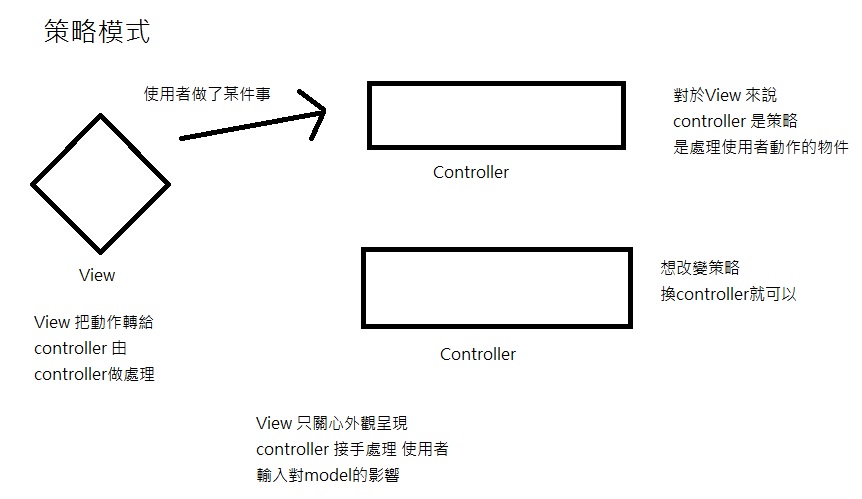 策略模式
使用者做了某件事
對於View 來說
controller 是策略
是處理使用者動作的物件
Controller
View
想改變策略
換controller就可以
View 把動作轉給
controller 由
controller做處理
Controller
View 只關心外觀呈現
controller 接手處理 使用者
輸入對model的影響